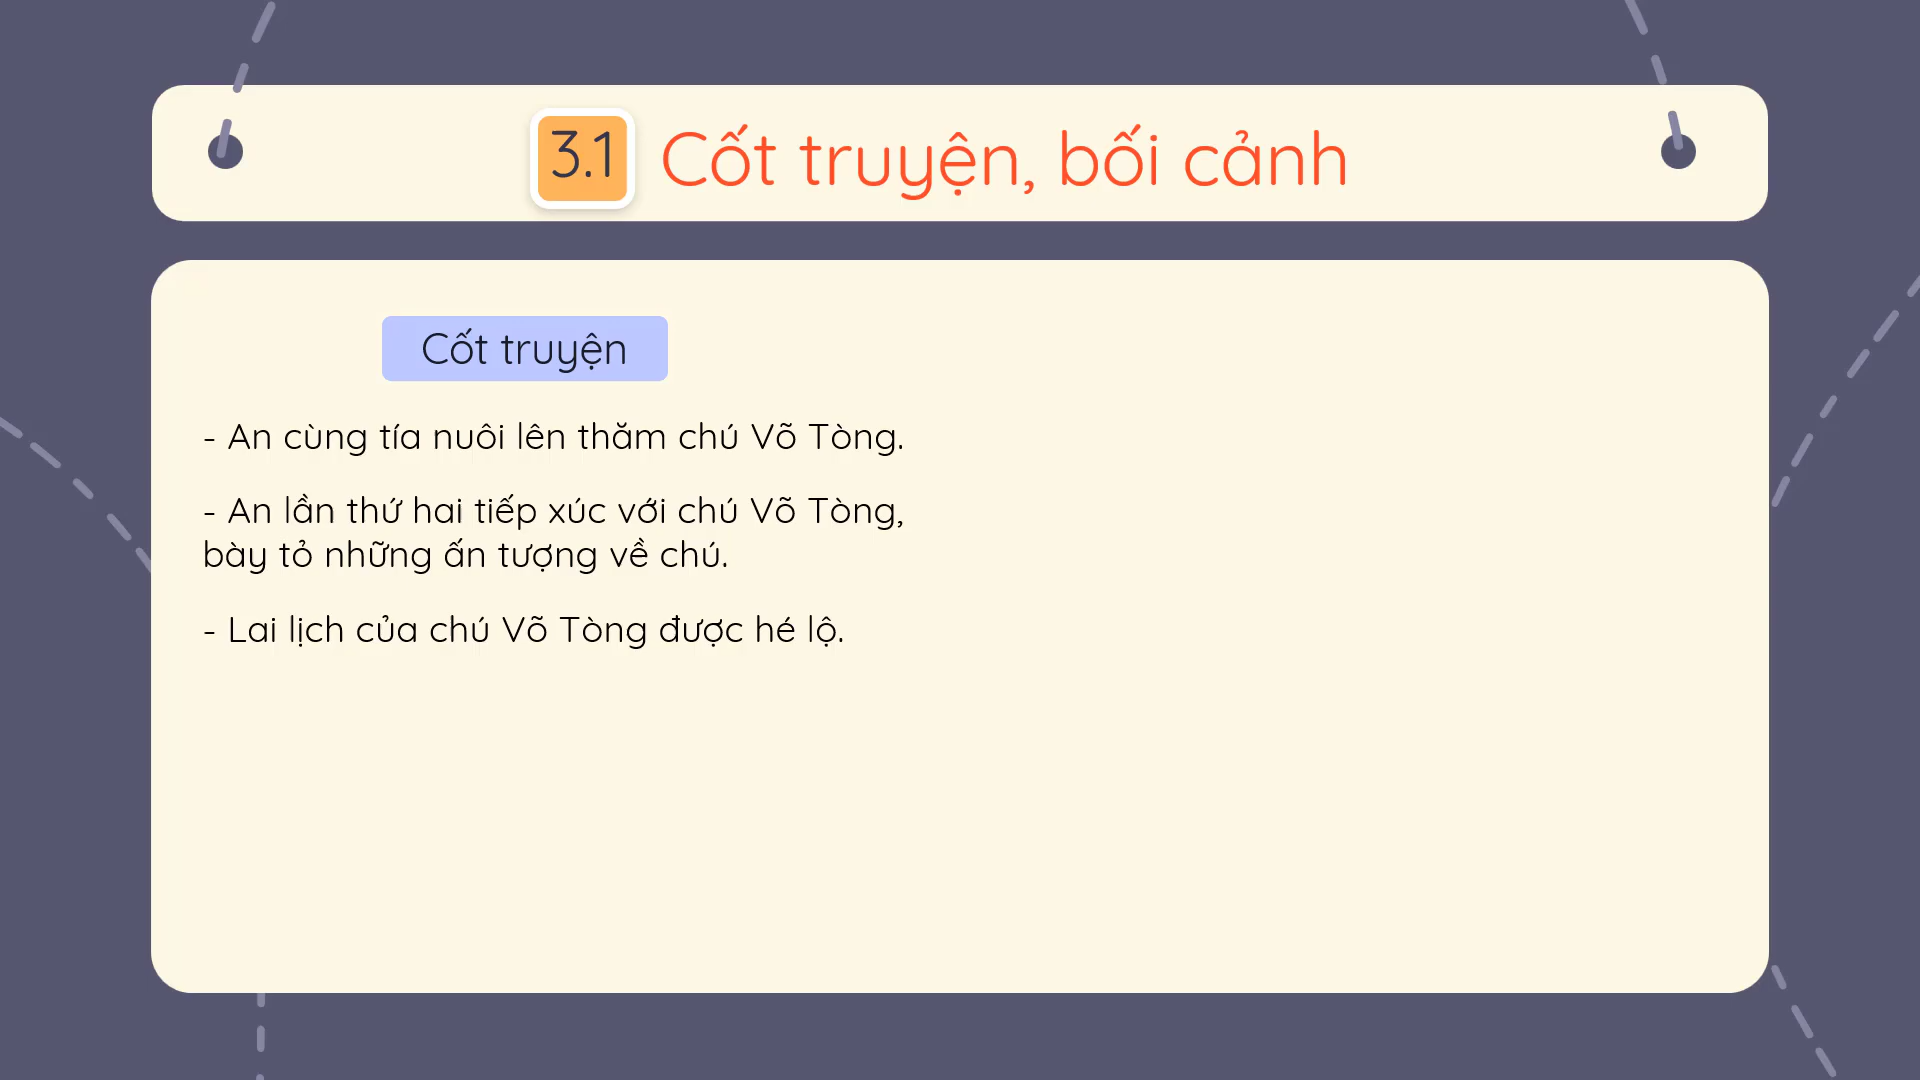 3.1 Cốt truyện, bối cảnh
Cốt truyện
- An cùng tía nuôi lên thăm chú Võ Tòng.
- An lần thứ hai tiếp xúc với chú Võ Tòng,
bày tỏ những ấn tượng về chú.
- Lai lịch của chú Võ Tòng được hé lộ.